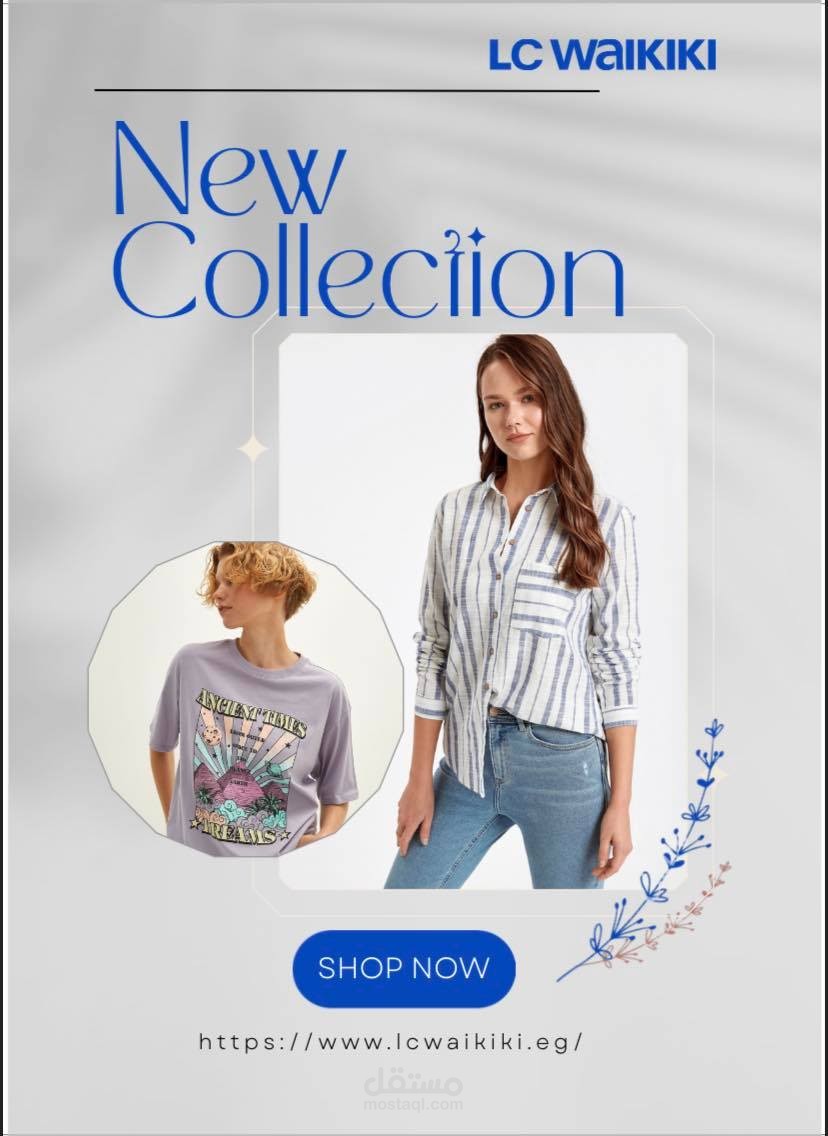 LC WAIKIKI
New
Collection
ANCIENT TIMES
DREAMS
SHOP NOW
https://www.lcwaikiki.eg/
مستقل
mostaql.com